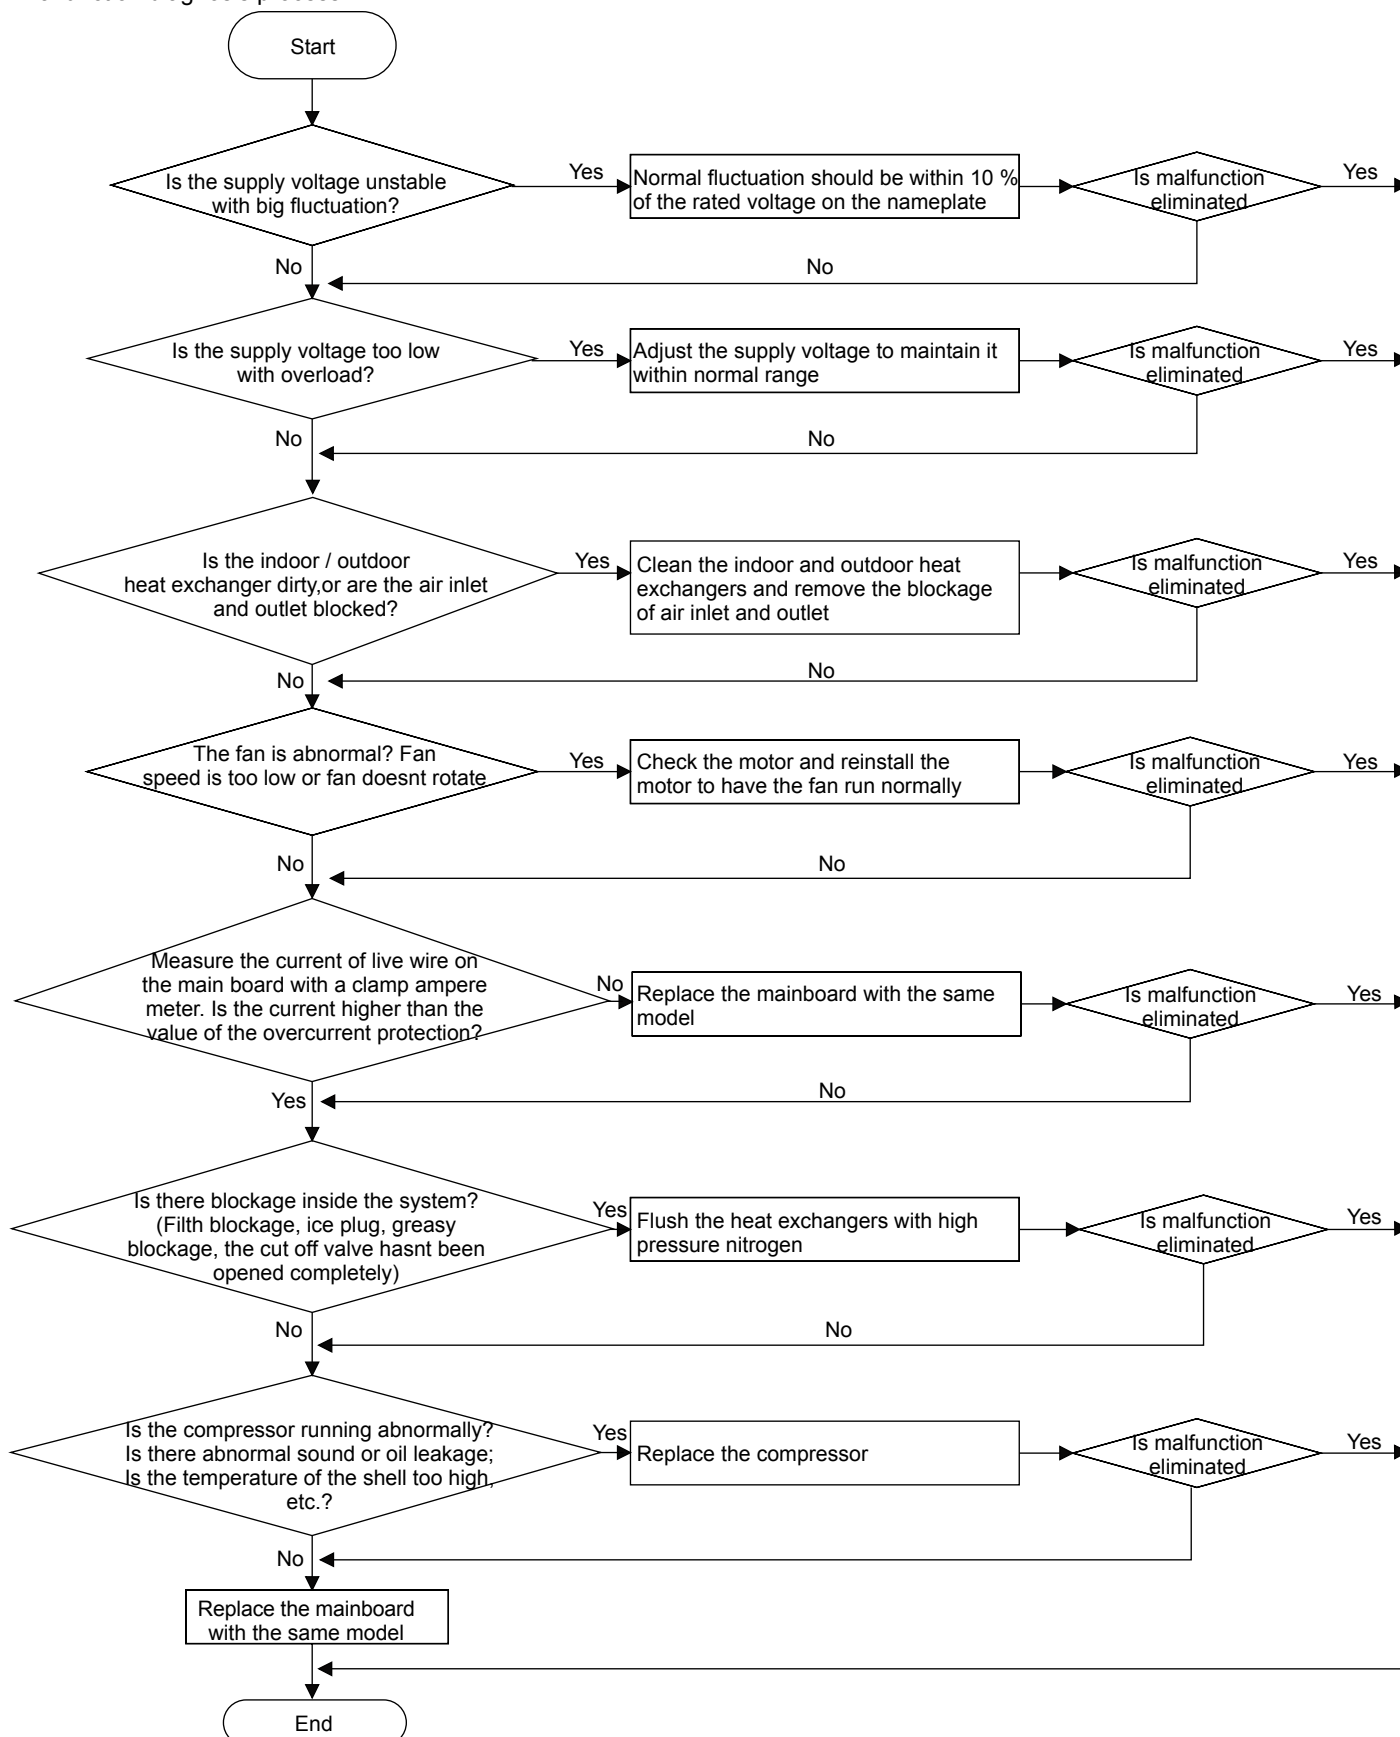 Start
Is the supply voltage unstable
with big fluctuation?
Yes
Normal fluctuation should be within 10 %
of the rated voltage on the nameplate
Is malfunction
eliminated
Yes
No
No
Is the supply voltage too low
with overload?
Yes
Adjust the supply voltage to maintain it
within normal range
Is malfunction
eliminated
Yes
No
No
Is the indoor / outdoor
heat exchanger dirty,or are the air inlet
and outlet blocked?
Yes
Clean the indoor and outdoor heat
exchangers and remove the blockage
of air inlet and outlet
Is malfunction
eliminated
Yes
No
No
The fan is abnormal? Fan
speed is too low or fan doesnt rotate
Yes
Check the motor and reinstall the
motor to have the fan run normally
Is malfunction
eliminated
Yes
No
No
Measure the current of live wire on
the main board with a clamp ampere
meter. Is the current higher than the
value of the overcurrent protection?
No
Replace the mainboard with the same
model
Is malfunction
eliminated
Yes
Yes
No
Is there blockage inside the system?
(Filth blockage, ice plug, greasy
blockage, the cut off valve hasnt been
opened completely)
Yes
Flush the heat exchangers with high
pressure nitrogen
Is malfunction
eliminated
Yes
No
No
Is the compressor running abnormally?
Is there abnormal sound or oil leakage;
Is the temperature of the shell too high,
etc.?
Yes
Replace the compressor
Is malfunction
eliminated
Yes
No
Replace the mainboard
with the same model
End